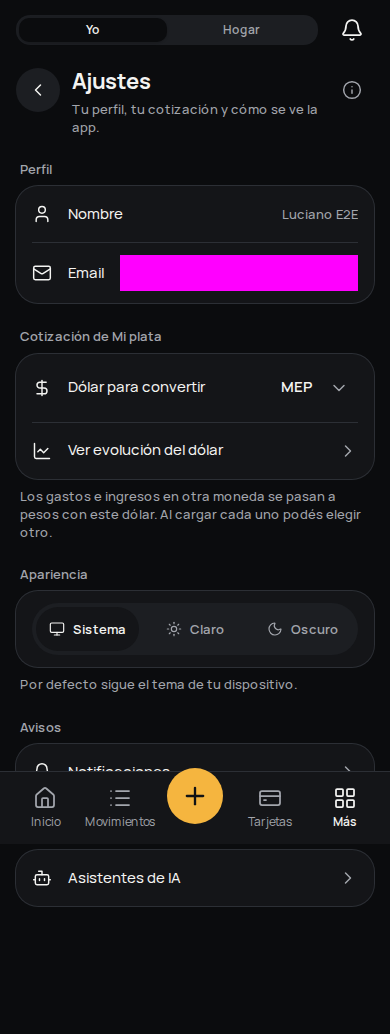 Yo
Hogar
Ajustes
Tu perfil, tu cotización y cómo se ve la
app.
Perfil
Nombre
Luciano E2E
Email
Cotización de Mi plata
Dólar para convertir
MEP
Ver evolución del dólar
Los gastos e ingresos en otra moneda se pasan a
pesos con este dólar. Al cargar cada uno podés elegir
otro.
Apariencia
Sistema
Claro
Oscuro
Por defecto sigue el tema de tu dispositivo.
Avisos
Notificaciones
Inicio
Movimientos
Tarjetas
Más
Asistentes de IA